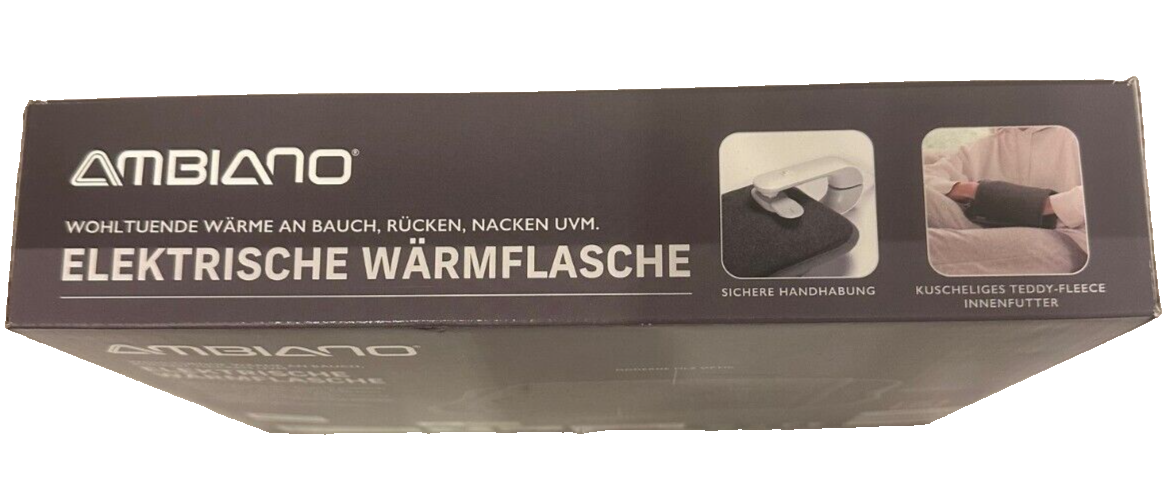 AMBIANO®
WOHLTUENDE WÄRME AN BAUCH, RÜCKEN, NACKEN UVM.
ELEKTRISCHE WÄRMFLASCHE
SICHERE HANDHABUNG
KUSCHELIGES TEDDY-FLEECE
INNENFUTTER
AMBIANO
ELEKTRISCHE
WÄRMFLASCHE